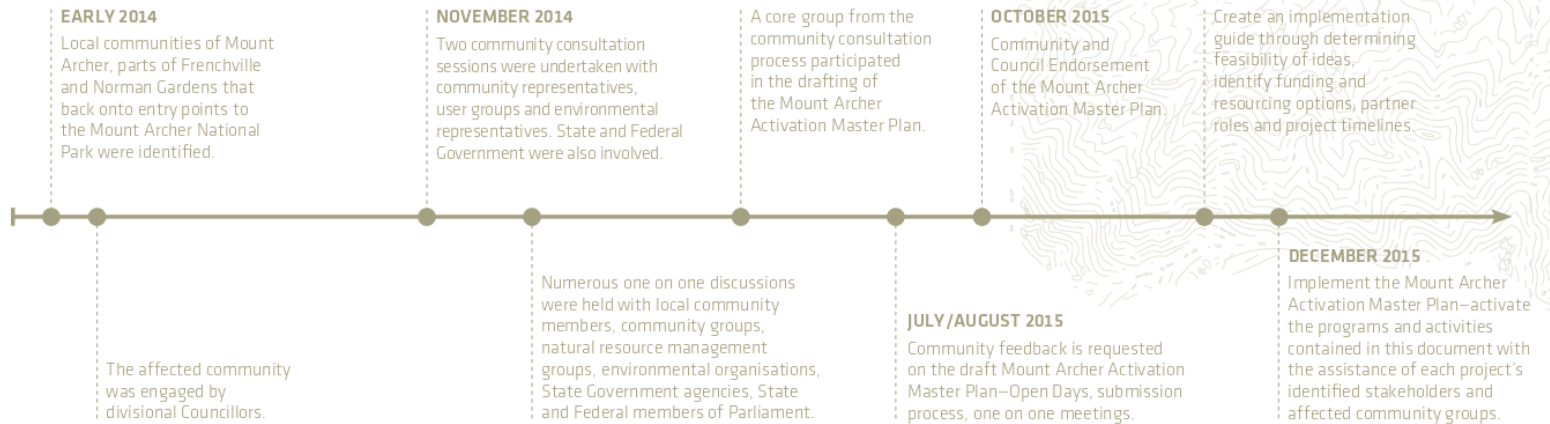 EARLY 2014
Local communities of Mount
Archer, parts of Frenchville
and Norman Gardens that
back onto entry points to
the Mount Archer National
Park were identified.
The affected community
was engaged by
divisional Councillors.
NOVEMBER 2014
Two community consultation
sessions were undertaken with
community representatives,
user groups and environmental
representatives. State and Federal
Government were also involved.
Numerous one on one discussions
were held with local community
members, community groups,
natural resource management
groups, environmental organisations,
State Government agencies, State
and Federal members of Parliament.
A core group from the
community consultation
process participated
in the drafting of
the Mount Archer
Activation Master Plan.
JULY/AUGUST 2015
Community feedback is requested
on the draft Mount Archer Activation
Master Plan–Open Days, submission
process, one on one meetings.
OCTOBER 2015
Community and
Council Endorsement
of the Mount Archer
Activation Master Plan.
Create an implementation
guide through determining
feasibility of ideas,
identify funding and
resourcing options, partner
roles and project timelines.
DECEMBER 2015
Implement the Mount Archer
Activation Master Plan–activate
the programs and activities
contained in this document with
the assistance of each project's
identified stakeholders and
affected community groups.